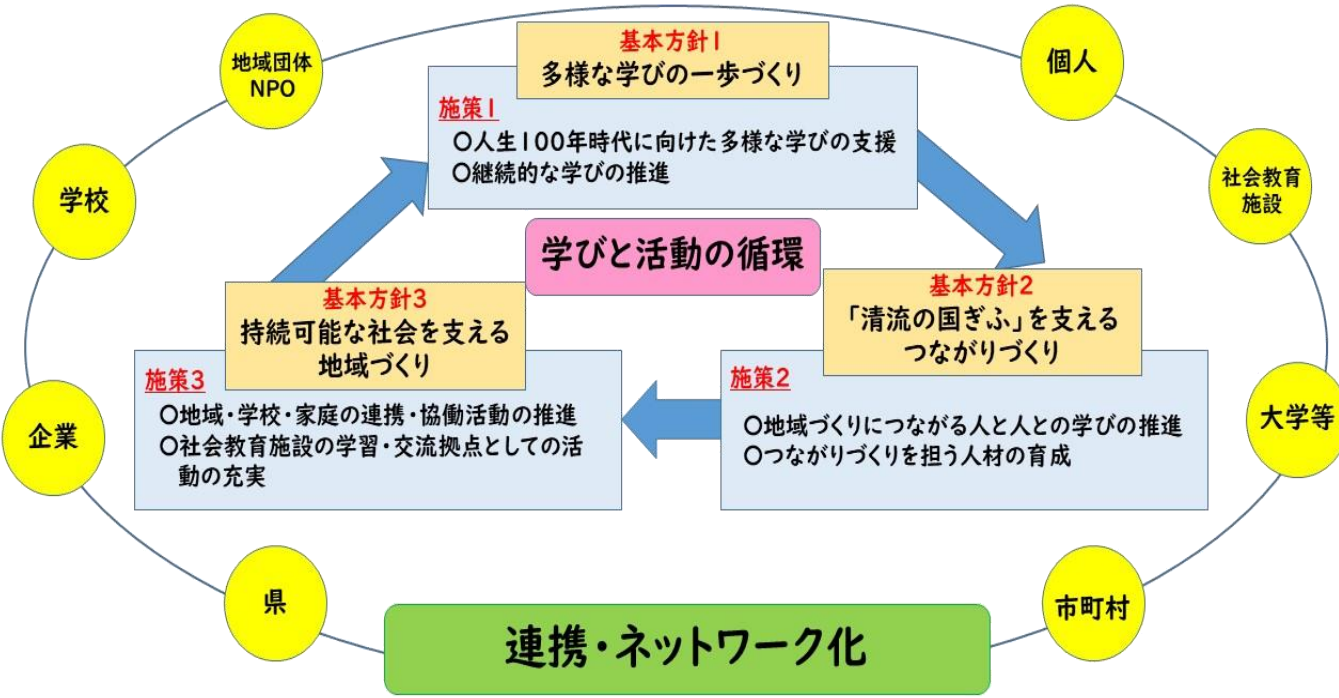 基本方針1
多様な学びの一歩づくり
施策1
○人生100年時代に向けた多様な学びの支援
○継続的な学びの推進
地域団体
NPO
個人
学校
社会教育
施設
学びと活動の循環
基本方針3
持続可能な社会を支える
地域づくり
施策3
○地域・学校・家庭の連携・協働活動の推進
○社会教育施設の学習・交流拠点としての活
動の充実
基本方針2
「清流の国ぎふ」を支える
つながりづくり
施策2
○地域づくりにつながる人と人との学びの推進
○つながりづくりを担う人材の育成
企業
大学等
県
市町村
連携・ネットワーク化